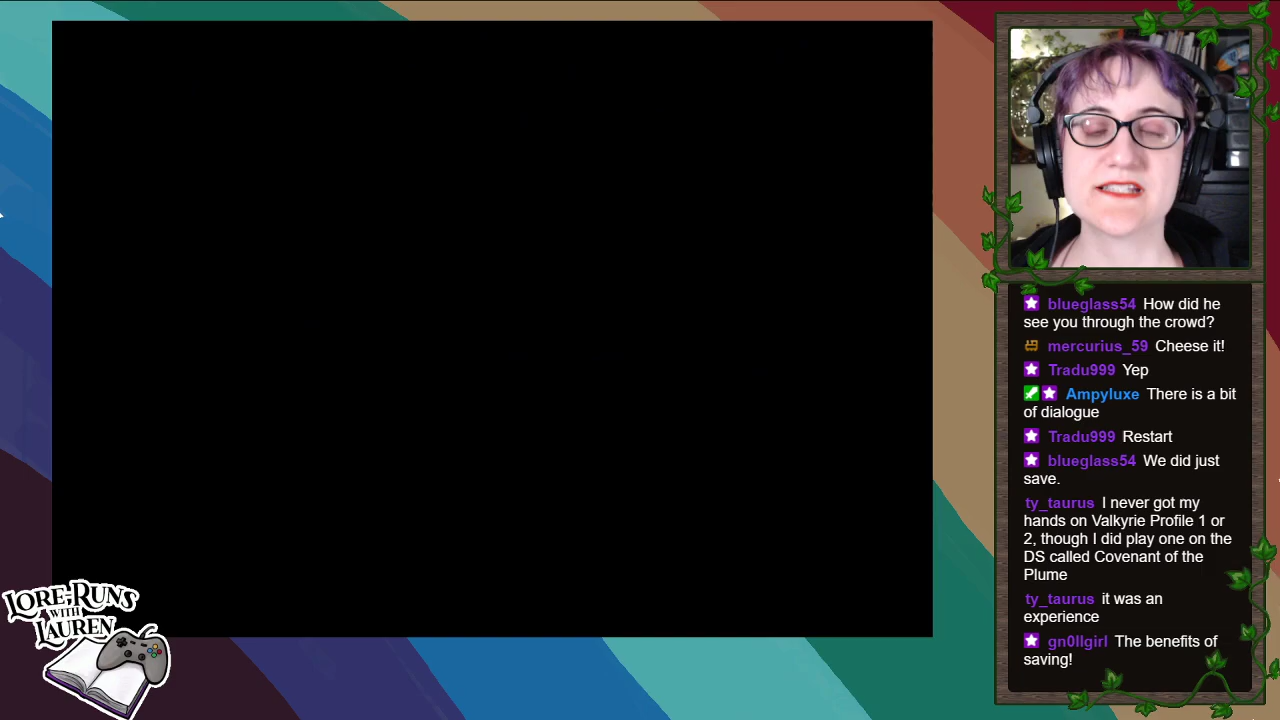 blueglass54 How did he
see you through the crowd?
mercurius_59 Cheese it!
Tradu999 Yep
Ampyluxe There is a bit
of dialogue
Tradu999 Restart
blueglass54 We did just
save.
ty_taurus I never got my
hands on Valkyrie Profile 1 or
2, though I did play one on the
DS called Covenant of the
Plume
ty_taurus it was an
experience
gn0llgirl The benefits of
saving!
LORE-RUNS
WITH
LAUREN